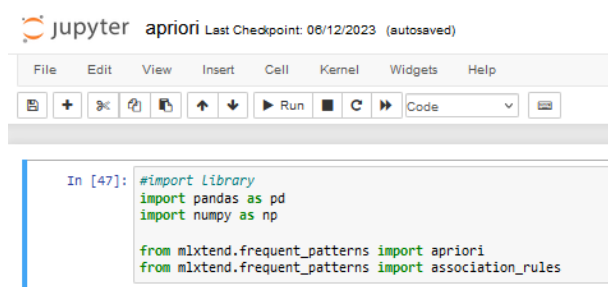 jupyter apriori Last Checkpoint: 06/12/2023 (autosaved)
File Edit View Insert Cell Kernel Widgets Help
Run Code
In [47]: #import library
import pandas as pd
import numpy as np
from mlxtend.frequent_patterns import apriori
from mlxtend.frequent_patterns import association_rules